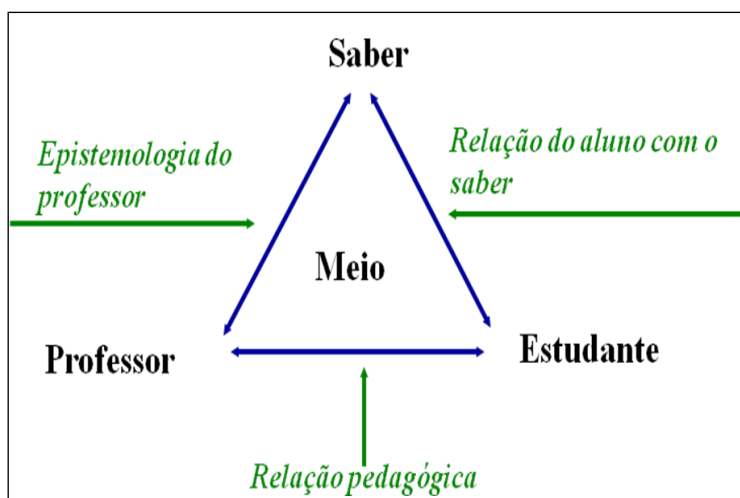 Saber
Epistemologia do
professor
Relação do aluno com o
saber
Meio
Professor
Estudante
Relação pedagógica